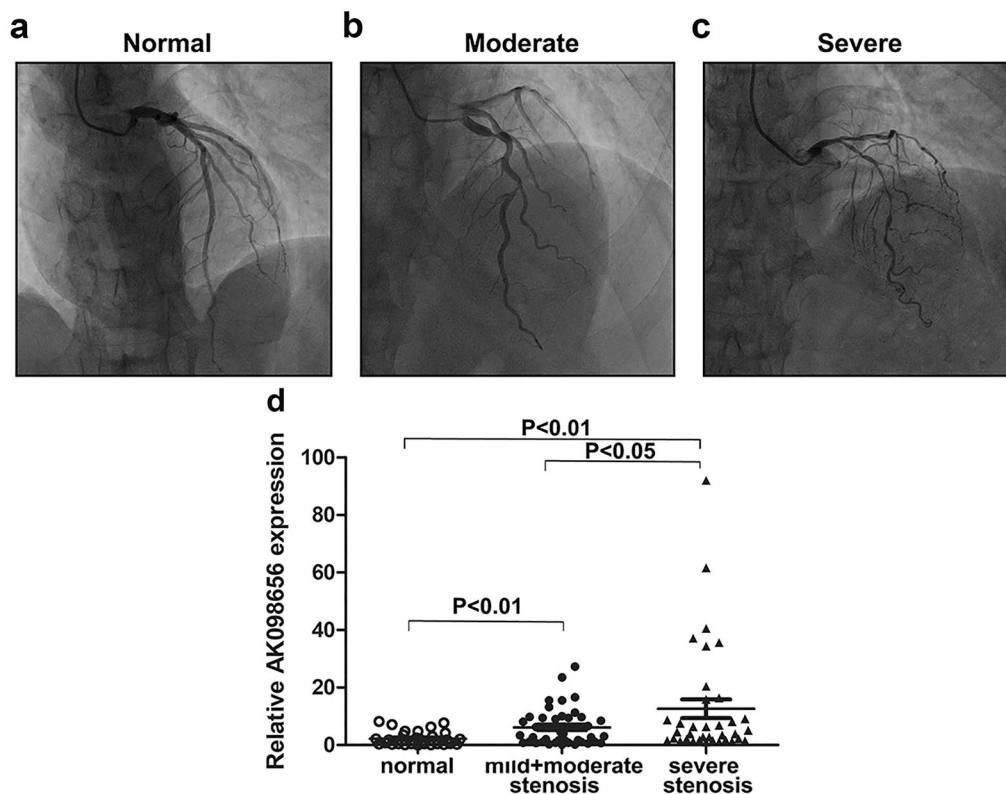 a
Normal
b
Moderate
c
Severe
d
P<0.01
P<0.05
P<0.01
Relative AK098656 expression
100
80
60
40
20
0
normal
mild+moderate
stenosis
severe
stenosis